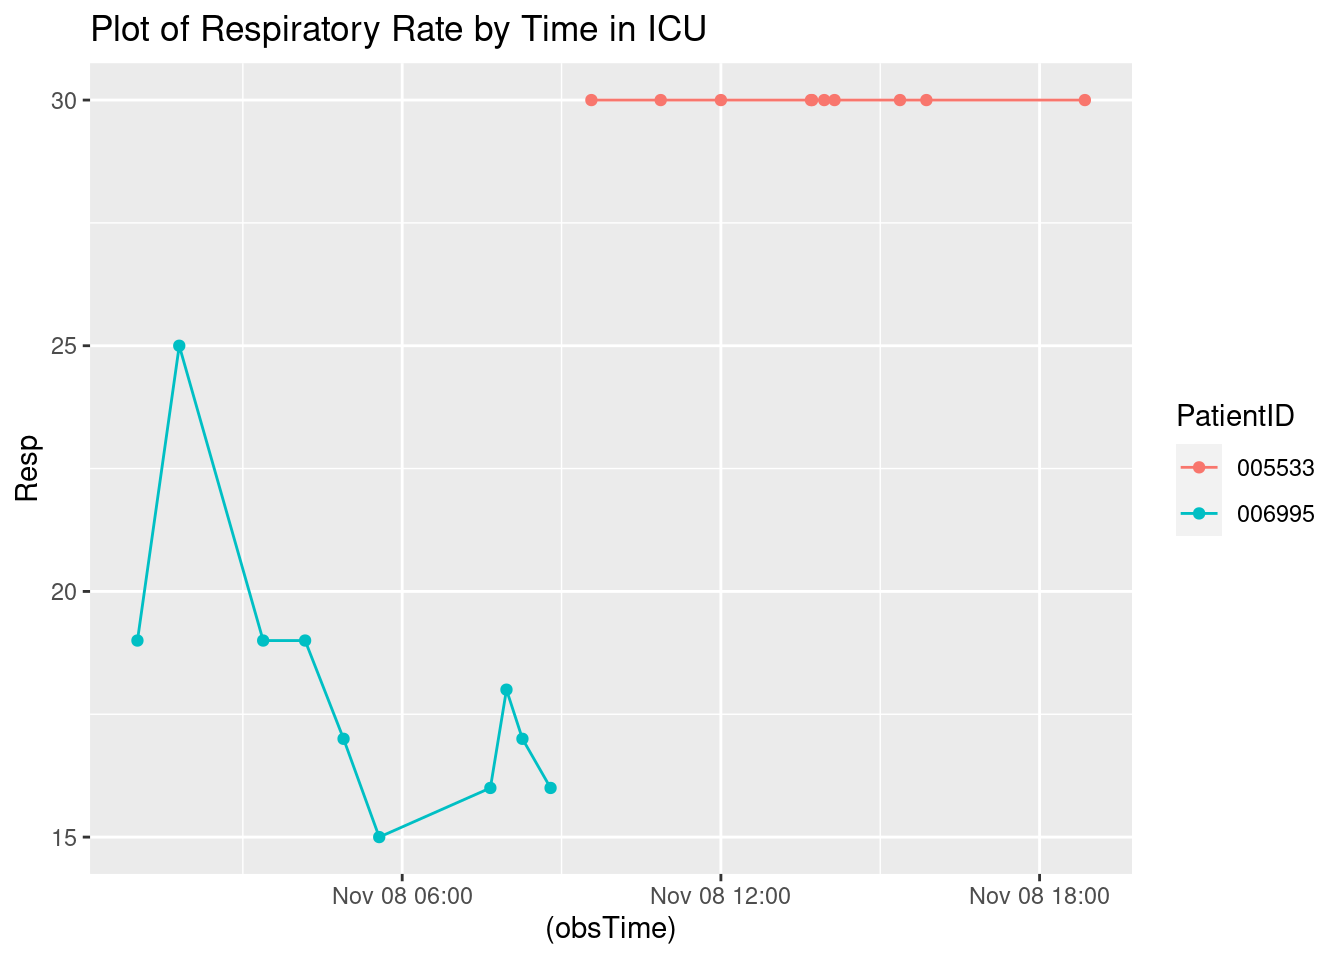 Plot of Respiratory Rate by Time in ICU
30
25
20
15
Resp
Nov 08 06:00
Nov 08 12:00
Nov 08 18:00
(obsTime)
PatientID
005533
006995